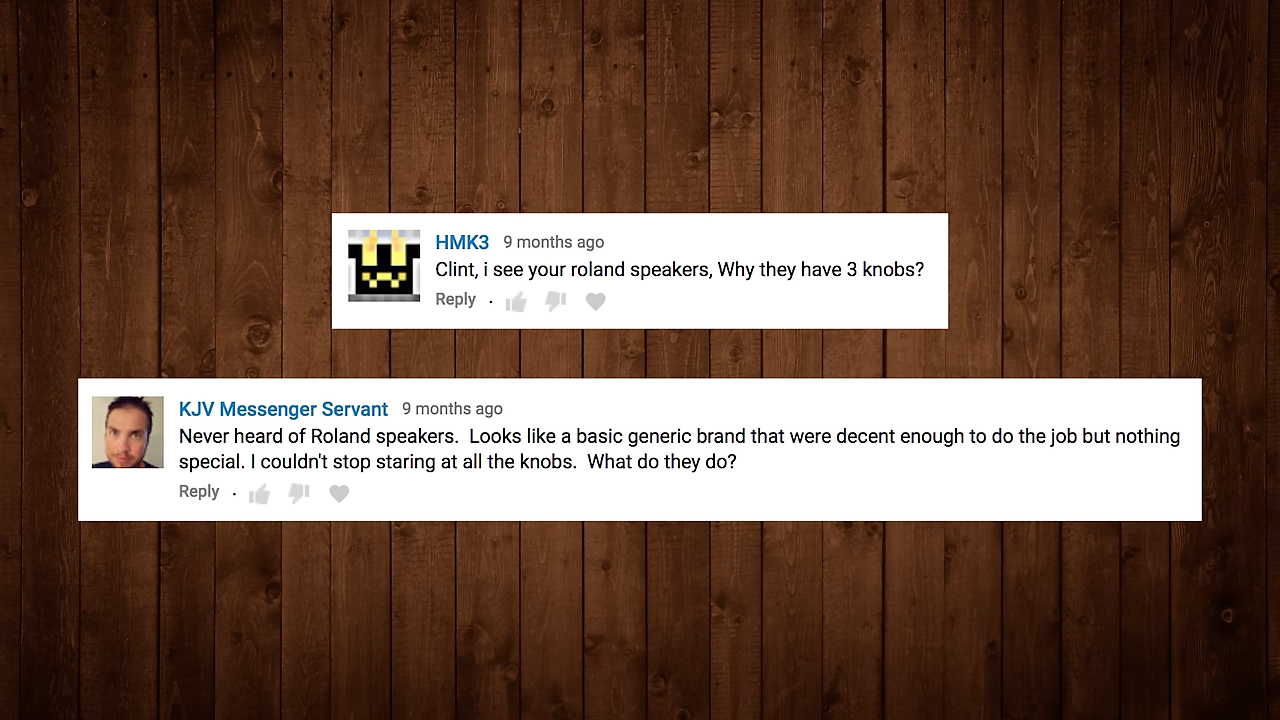 HMK3 9 months ago
Clint, i see your roland speakers, Why they have 3 knobs?
Reply ·
KJV Messenger Servant 9 months ago
Never heard of Roland speakers.  Looks like a basic generic brand that were decent enough to do the job but nothing
special. I couldn't stop staring at all the knobs.  What do they do?
Reply ·